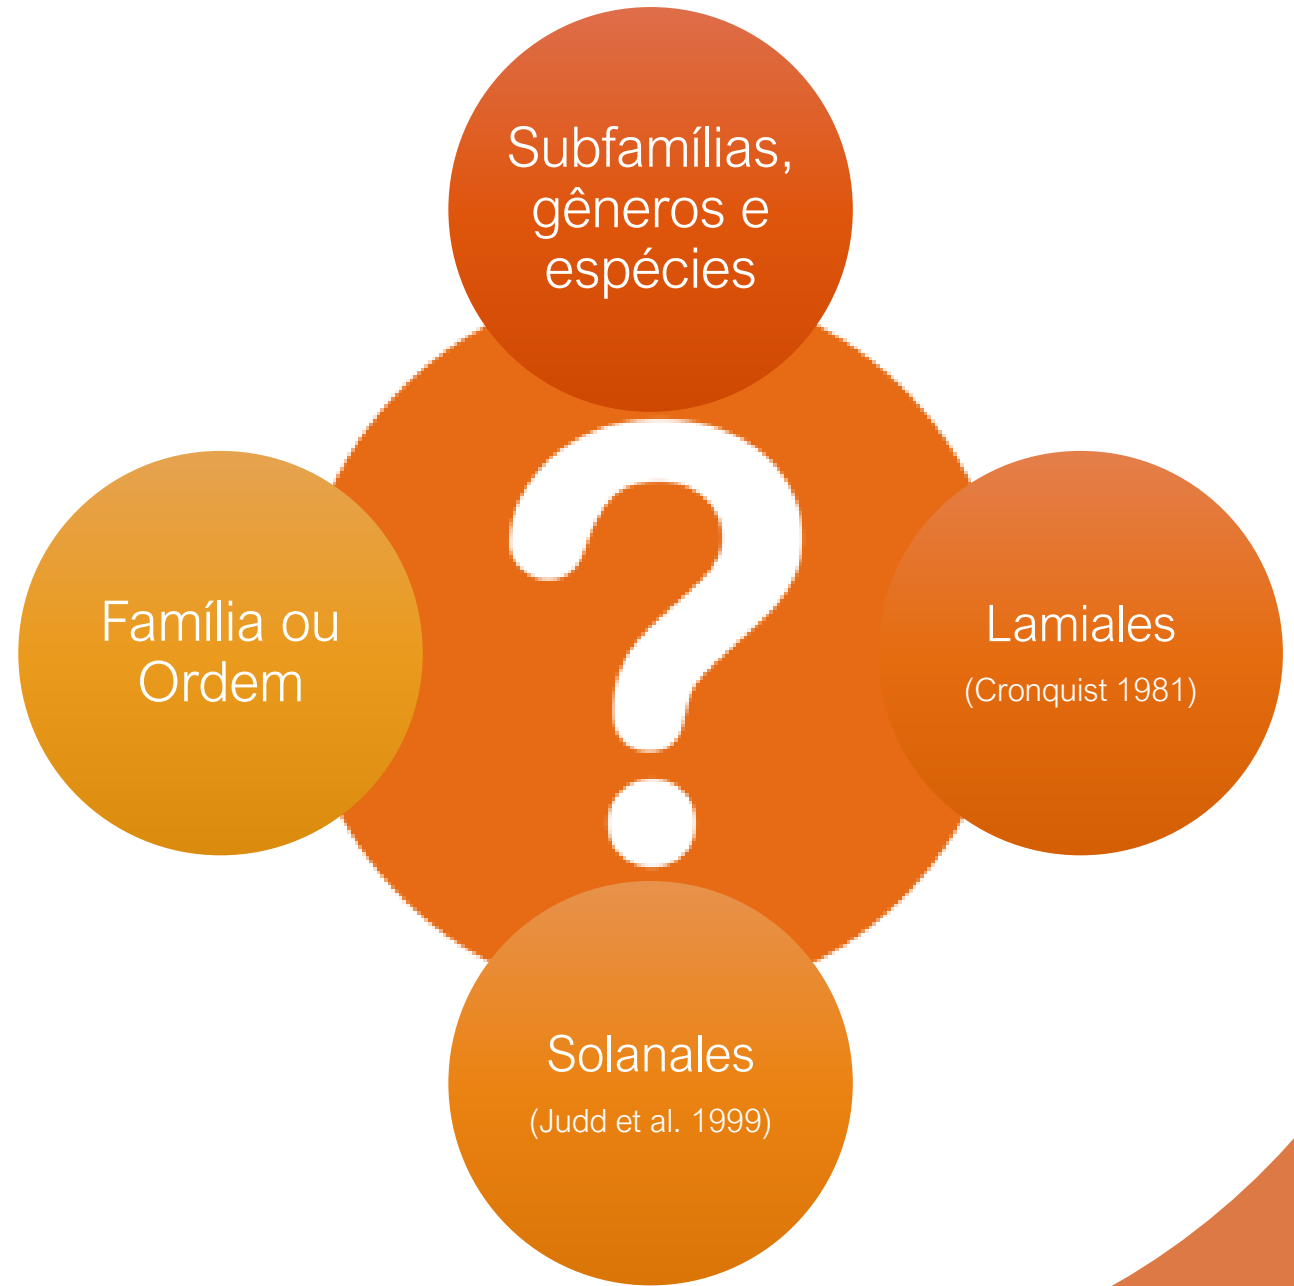 Subfamílias,
gêneros e
espécies
Família ou
Ordem
?
Lamiales
(Cronquist 1981)
Solanales
(Judd et al. 1999)